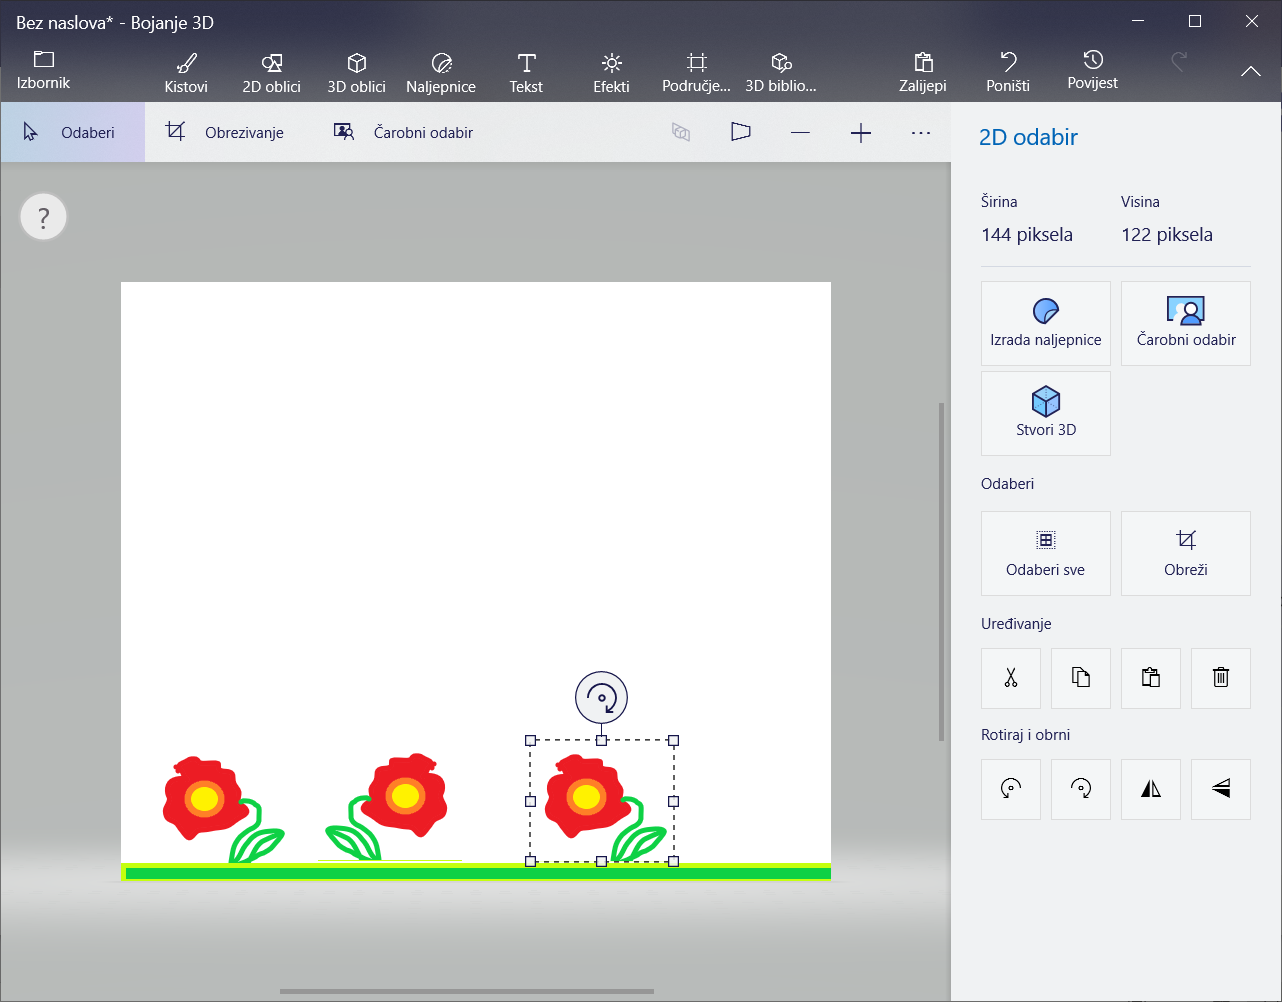 Bez naslova* - Bojanje 3D
Izbornik
Kistovi
2D oblici
3D oblici
Naljepnice
Tekst
Efekti
Područje...
3D biblio...
Zalijepi
Poništi
Povijest
Odaberi
Obrezivanje
Čarobni odabir
2D odabir
?
Širina
Visina
144 piksela
122 piksela
Izrada naljepnice
Čarobni odabir
Stvori 3D
Odaberi
Odaberi sve
Obreži
Uređivanje
Rotiraj i obrni